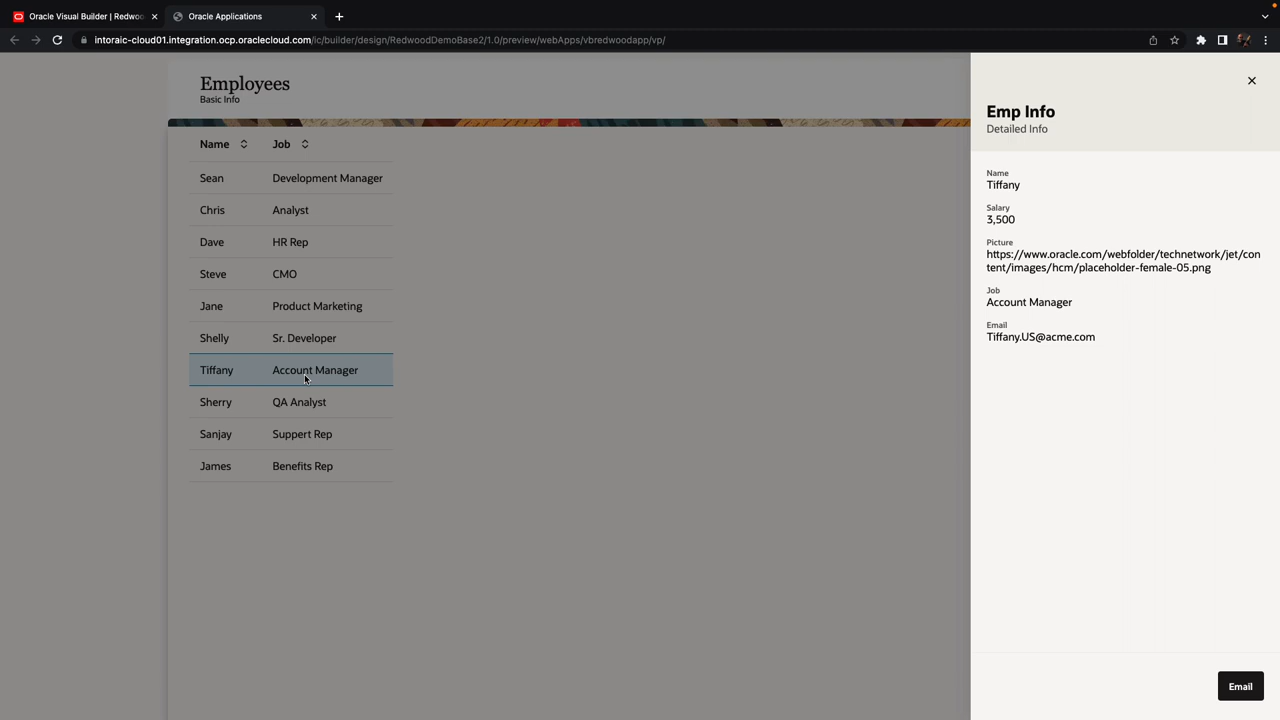 Oracle Visual Builder | Redwoo
Oracle Applications
intoraic-cloud01.integration.ocp.oraclecloud.com/ic/builder/design/RedwoodDemoBase2/1.0/preview/webApps/vbredwoodapp/vp/
Employees
Basic Info
Name Job
Sean Development Manager
Chris Analyst
Dave HR Rep
Steve CMO
Jane Product Marketing
Shelly Sr. Developer
Tiffany Account Manager
Sherry QA Analyst
Sanjay Suppert Rep
James Benefits Rep
Emp Info
Detailed Info
Name
Tiffany
Salary
3,500
Picture
https://www.oracle.com/webfolder/technetwork/jet/con
tent/images/hcm/placeholder-female-05.png
Job
Account Manager
Email
Tiffany.US@acme.com
Email